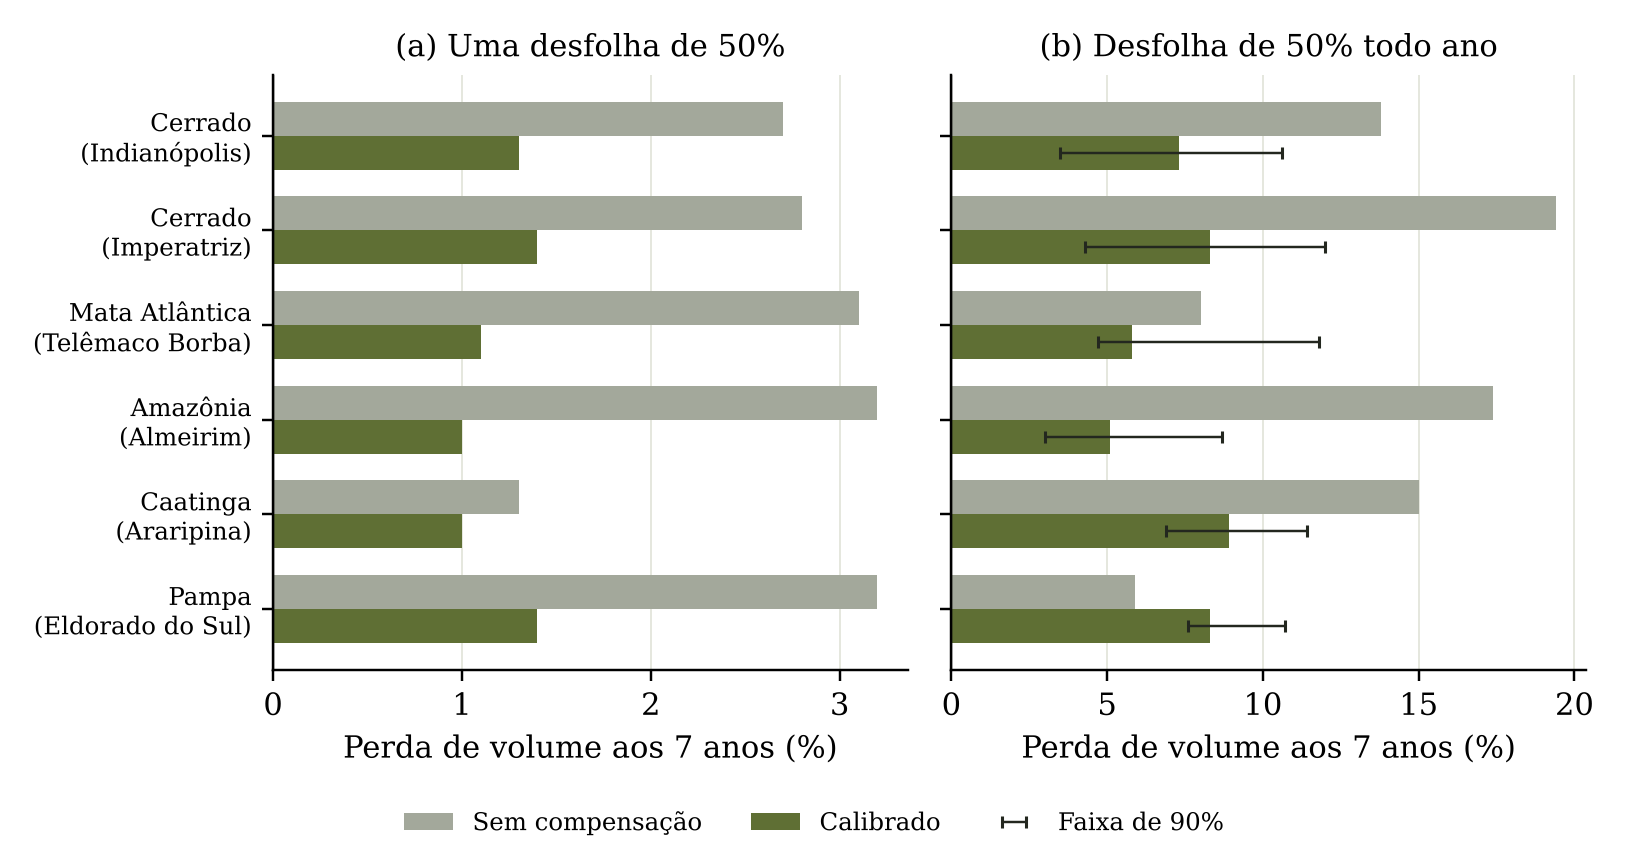 (a) Uma desfolha de 50%
(b) Desfolha de 50% todo ano
Cerrado
(Indianópolis)
Cerrado
(Imperatriz)
Mata Atlântica
(Telêmaco Borba)
Amazônia
(Almeirim)
Caatinga
(Araripina)
Pampa
(Eldorado do Sul)
0 1 2 3
0 5 10 15 20
Perda de volume aos 7 anos (%)
Perda de volume aos 7 anos (%)
Sem compensação Calibrado Faixa de 90%